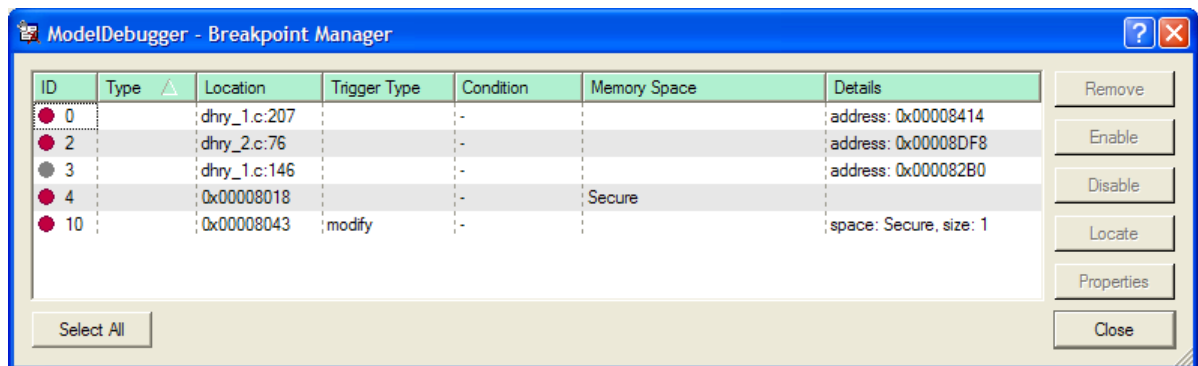 ModelDebugger - Breakpoint Manager
ID Type Location Trigger Type Condition Memory Space Details
0 dhry_1.c:207 - address: 0x00008414
2 dhry_2.c:76 - address: 0x00008DF8
3 dhry_1.c:146 - address: 0x000082B0
4 0x00008018 - Secure
10 0x00008043 modify - space: Secure, size: 1
Remove
Enable
Disable
Locate
Properties
Select All
Close